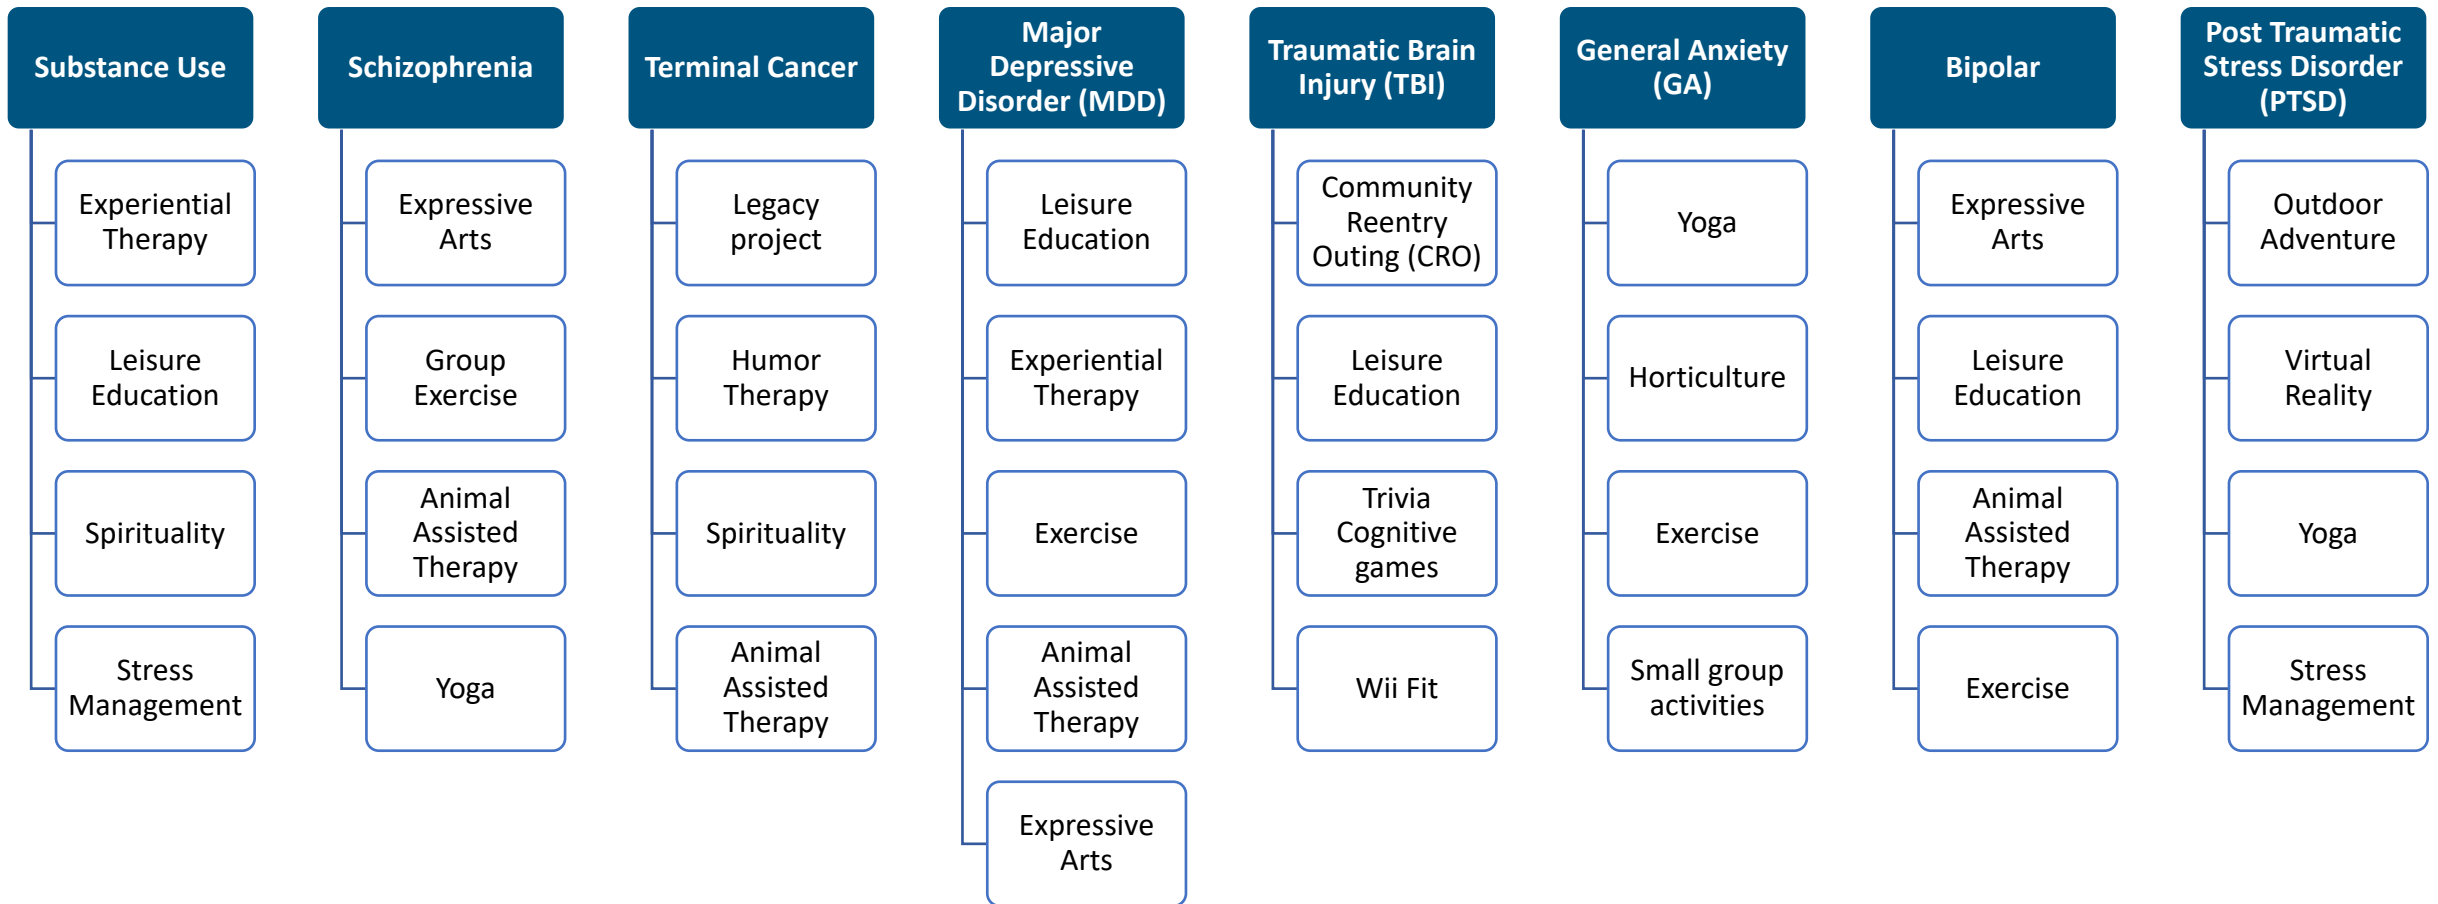 Substance Use
Experiential
Therapy
Leisure
Education
Spirituality
Stress
Management
Schizophrenia
Expressive
Arts
Group
Exercise
Animal
Assisted
Therapy
Yoga
Terminal Cancer
Legacy
project
Humor
Therapy
Spirituality
Animal
Assisted
Therapy
Major
Depressive
Disorder (MDD)
Leisure
Education
Experiential
Therapy
Exercise
Animal
Assisted
Therapy
Expressive
Arts
Traumatic Brain
Injury (TBI)
Community
Reentry
Outing (CRO)
Leisure
Education
Trivia
Cognitive
games
Wii Fit
General Anxiety
(GA)
Yoga
Horticulture
Exercise
Small group
activities
Bipolar
Expressive
Arts
Leisure
Education
Animal
Assisted
Therapy
Exercise
Post Traumatic
Stress Disorder
(PTSD)
Outdoor
Adventure
Virtual
Reality
Yoga
Stress
Management